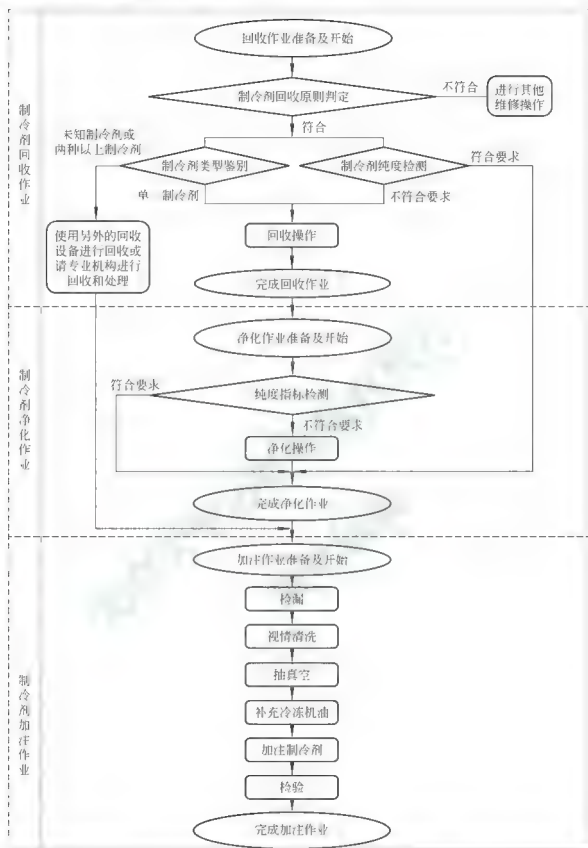 回收作业准备及开始
制冷剂回收原则判定
不符合
进行其他
维修操作
符合
制冷剂回收作业
未知制冷剂或
两种以上制冷剂
制冷剂类型鉴别
制冷剂纯度检测
符合要求
单一制冷剂
不符合要求
使用另外的回收
设备进行回收或
请专业机构进行
回收和处理
回收操作
完成回收作业
制冷剂净化作业
净化作业准备及开始
符合要求
纯度指标检测
不符合要求
净化操作
完成净化作业
制冷剂加注作业
加注作业准备及开始
检漏
视情清洗
抽真空
补充冷冻机油
加注制冷剂
检验
完成加注作业